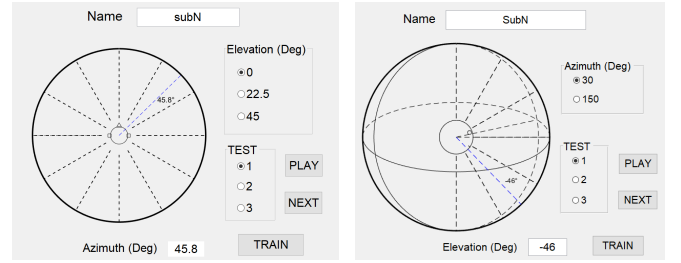 Name subN
Elevation (Deg)
0
22.5
45
45.8°
TEST
1
2
3
PLAY
NEXT
Azimuth (Deg) 45.8
TRAIN
Name SubN
Azimuth (Deg)
30
150
TEST
1
2
3
PLAY
NEXT
-46°
Elevation (Deg) -46
TRAIN